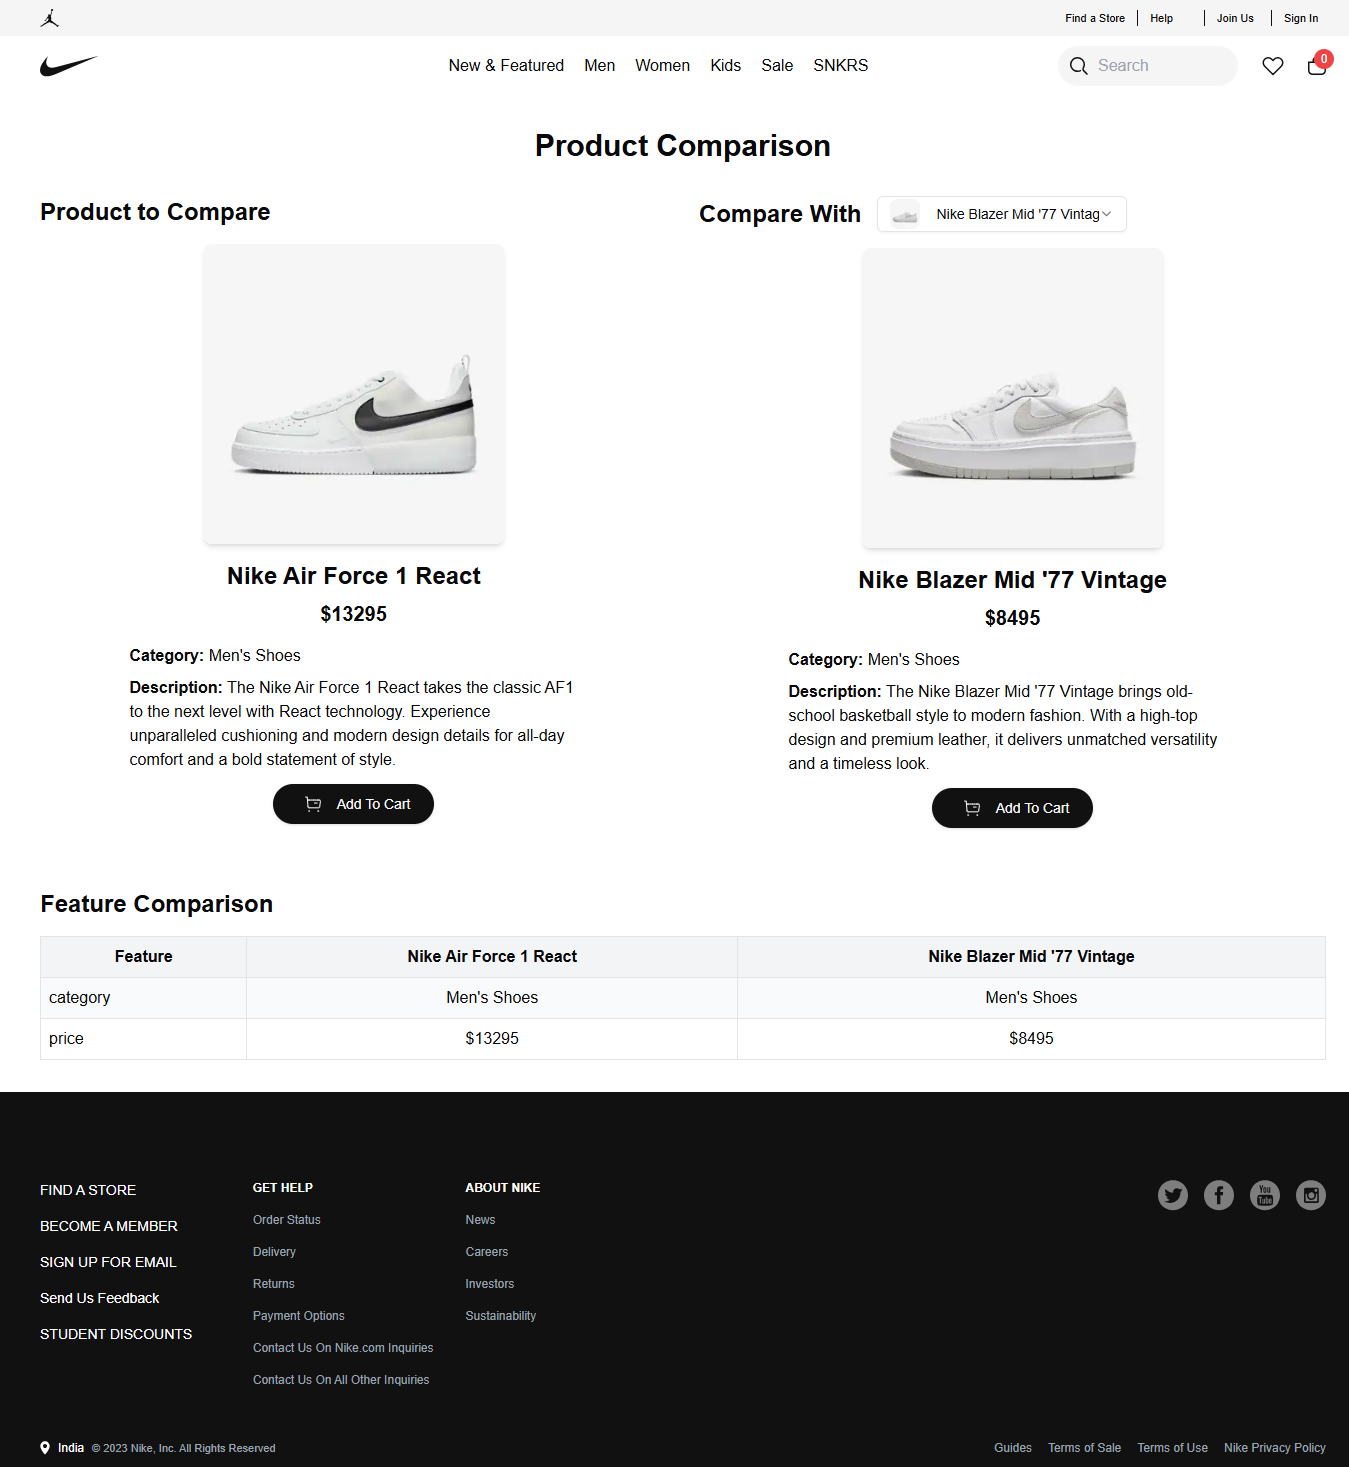 Find a Store
Help
Join Us
Sign In
New & Featured
Men
Women
Kids
Sale
SNKRS
Search
0
Product Comparison
Product to Compare
Compare With
Nike Blazer Mid '77 Vintag
Nike Air Force 1 React
$13295
Category: Men's Shoes
Description: The Nike Air Force 1 React takes the classic AF1
to the next level with React technology. Experience
unparalleled cushioning and modern design details for all-day
comfort and a bold statement of style.
Add To Cart
Nike Blazer Mid '77 Vintage
$8495
Category: Men's Shoes
Description: The Nike Blazer Mid '77 Vintage brings old-
school basketball style to modern fashion. With a high-top
design and premium leather, it delivers unmatched versatility
and a timeless look.
Add To Cart
Feature Comparison
Feature
Nike Air Force 1 React
Nike Blazer Mid '77 Vintage
category
Men's Shoes
Men's Shoes
price
$13295
$8495
FIND A STORE
BECOME A MEMBER
SIGN UP FOR EMAIL
Send Us Feedback
STUDENT DISCOUNTS
GET HELP
Order Status
Delivery
Returns
Payment Options
Contact Us On Nike.com Inquiries
Contact Us On All Other Inquiries
ABOUT NIKE
News
Careers
Investors
Sustainability
You
Tube
India
© 2023 Nike, Inc. All Rights Reserved
Guides
Terms of Sale
Terms of Use
Nike Privacy Policy